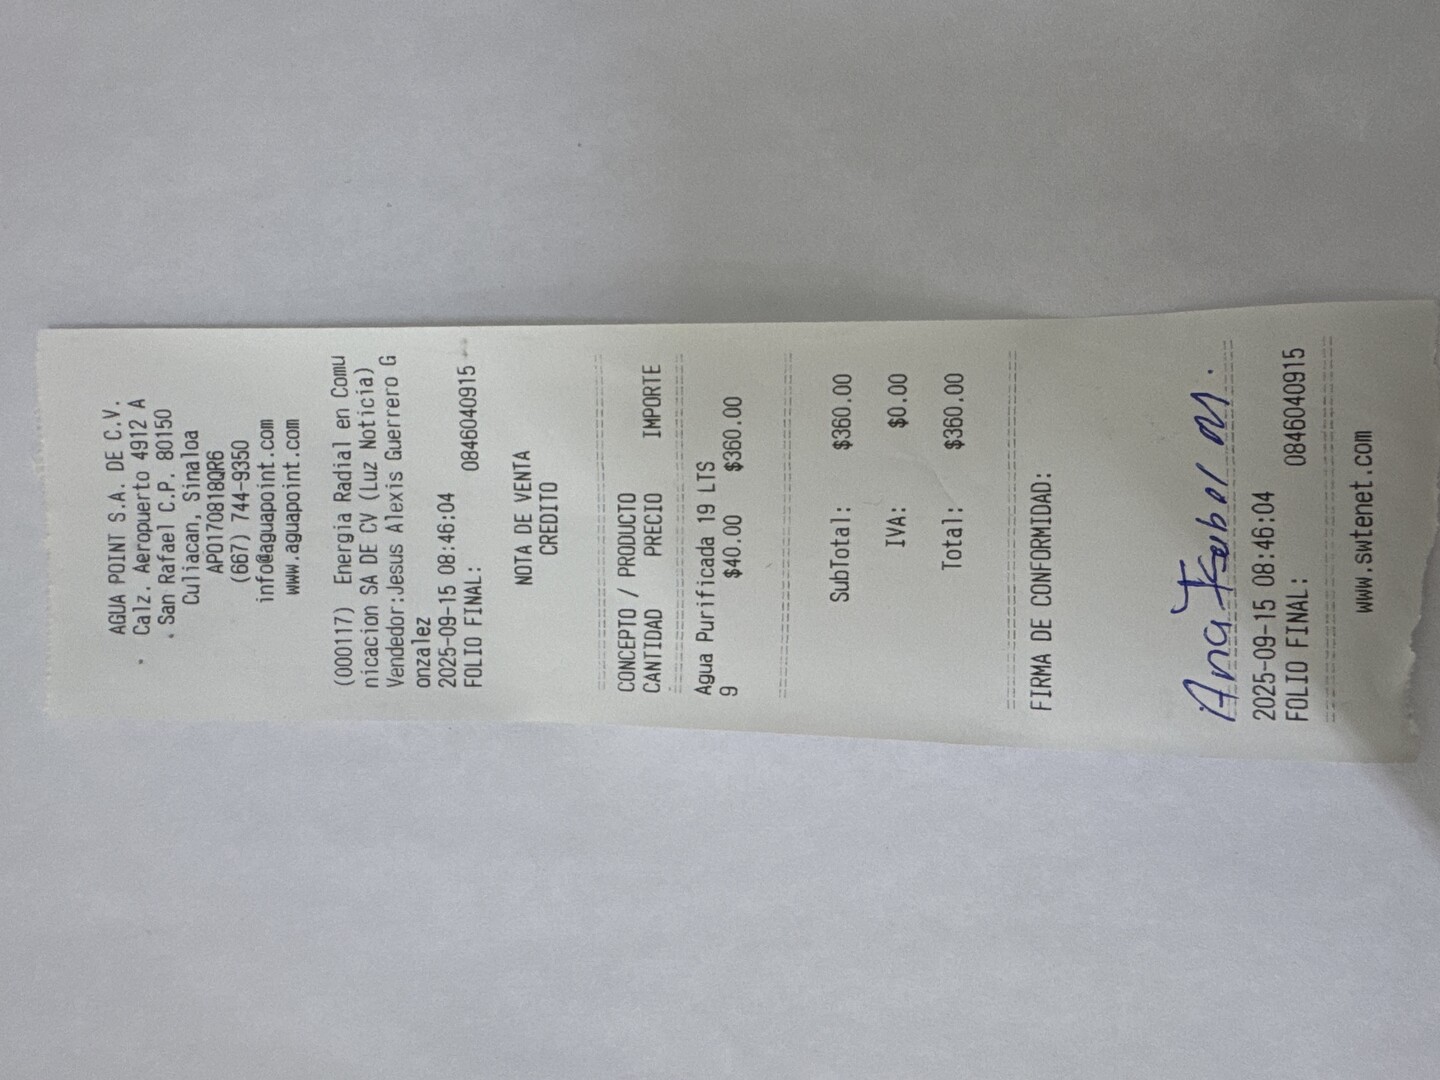 AGUA POINT S.A. DE C.V.
Calz. Aeropuerto 4912 A
San Rafael C.P. 80150
Culiacan, Sinaloa
APO170818QR6
(667) 744-9350
info@aguapoint.com
www.aguapoint.com
(000117) Energia Radial en Comu
nicacion SA DE CV (Luz Noticia)
Vendedor:Jesus Alexis Guerrero G
onzalez
2025-09-15 08:46:04
FOLIO FINAL: 0846040915
NOTA DE VENTA
CREDITO
CONCEPTO / PRODUCTO
CANTIDAD PRECIO IMPORTE
Agua Purificada 19 LTS
9 $40.00 $360.00
SubTotal: $360.00
IVA: $0.00
Total: $360.00
FIRMA DE CONFORMIDAD:
Ana Isabel M.
2025-09-15 08:46:04
FOLIO FINAL: 0846040915
www.swtenet.com